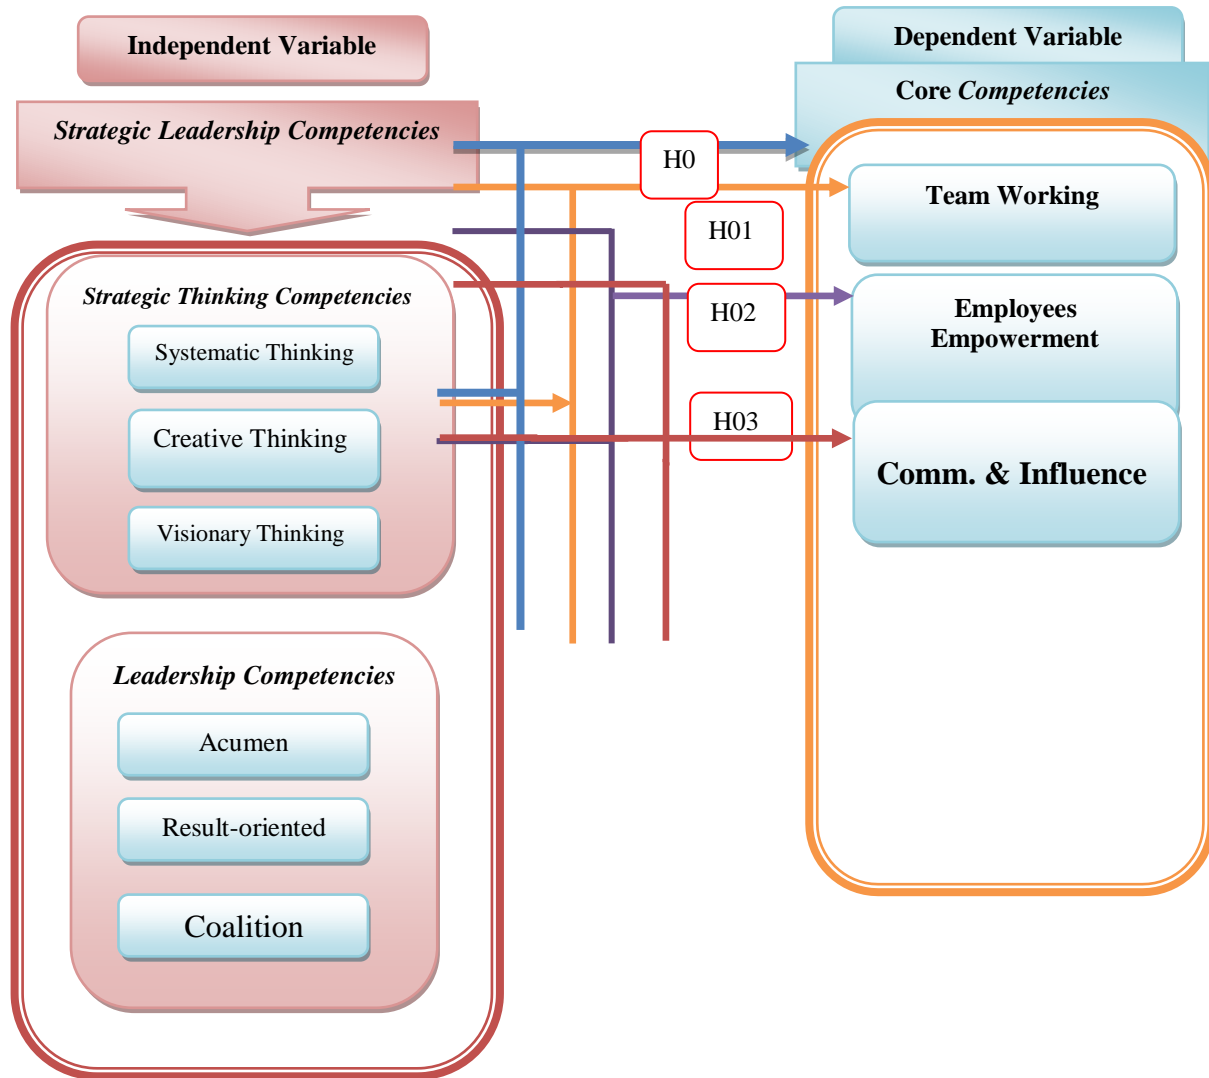 Independent Variable
Strategic Leadership Competencies
Strategic Thinking Competencies
Systematic Thinking
Creative Thinking
Visionary Thinking
Leadership Competencies
Acumen
Result-oriented
Coalition
H0
H01
H02
H03
Dependent Variable
Core Competencies
Team Working
Employees
Empowerment
Comm. & Influence